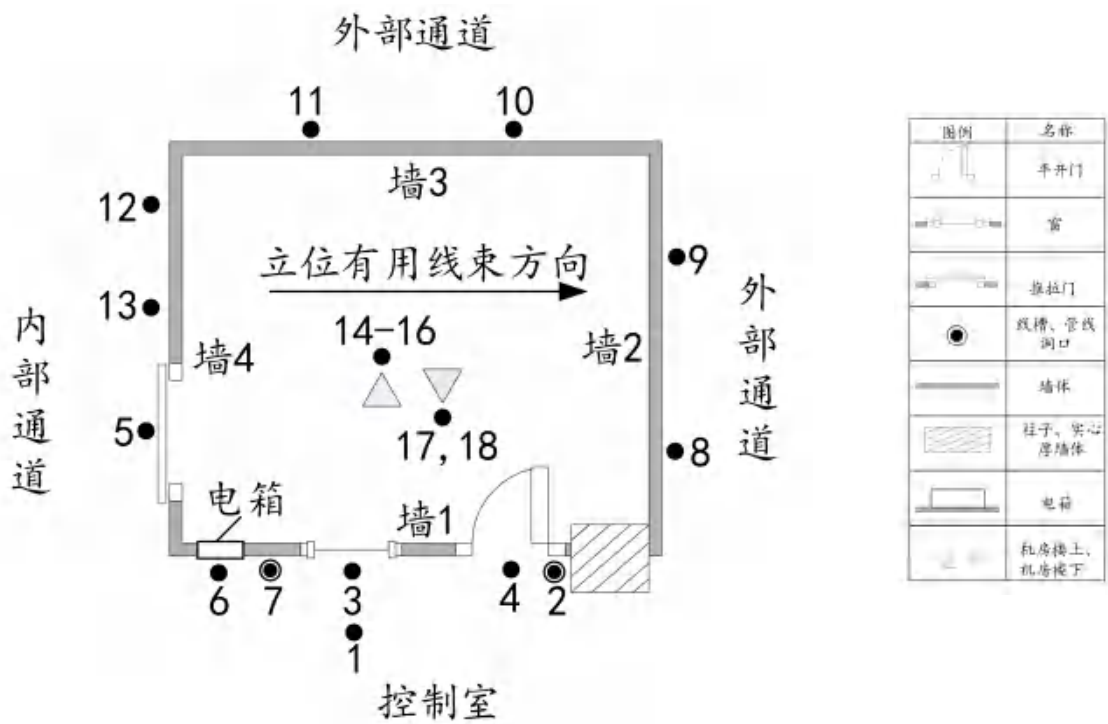 外部通道
11 10
墙3
12
立位有用线束方向
9
13
14-16
墙2
墙4
内部通道
外部通道
5
17,18
8
电箱
墙1
6 7 3 4 2
1
控制室
图例 名称
平开门
窗
推拉门
线槽、管线
洞口
墙体
柱子、实心
厚墙体
电箱
机房楼上、
机房楼下